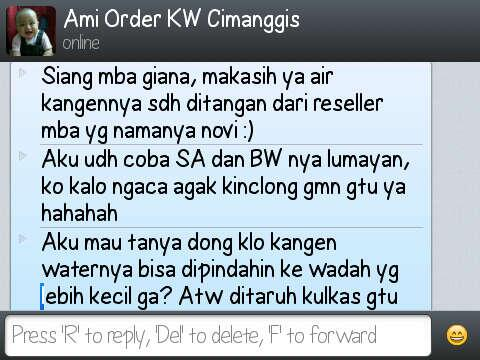 Ami Order KW Cimanggis
online
Siang mba giana, makasih ya air
kangennya sdh ditangan dari reseller
mba yg namanya novi :)
Aku udh coba SA dan BW nya lumayan,
ko kalo ngaca agak kinclong gmn gtu ya
hahahah
Aku mau tanya dong klo kangen
waternya bisa dipindahin ke wadah yg
lebih kecil ga? Atw ditaruh kulkas gtu
Press 'R' to reply, 'Del' to delete, 'F' to forward